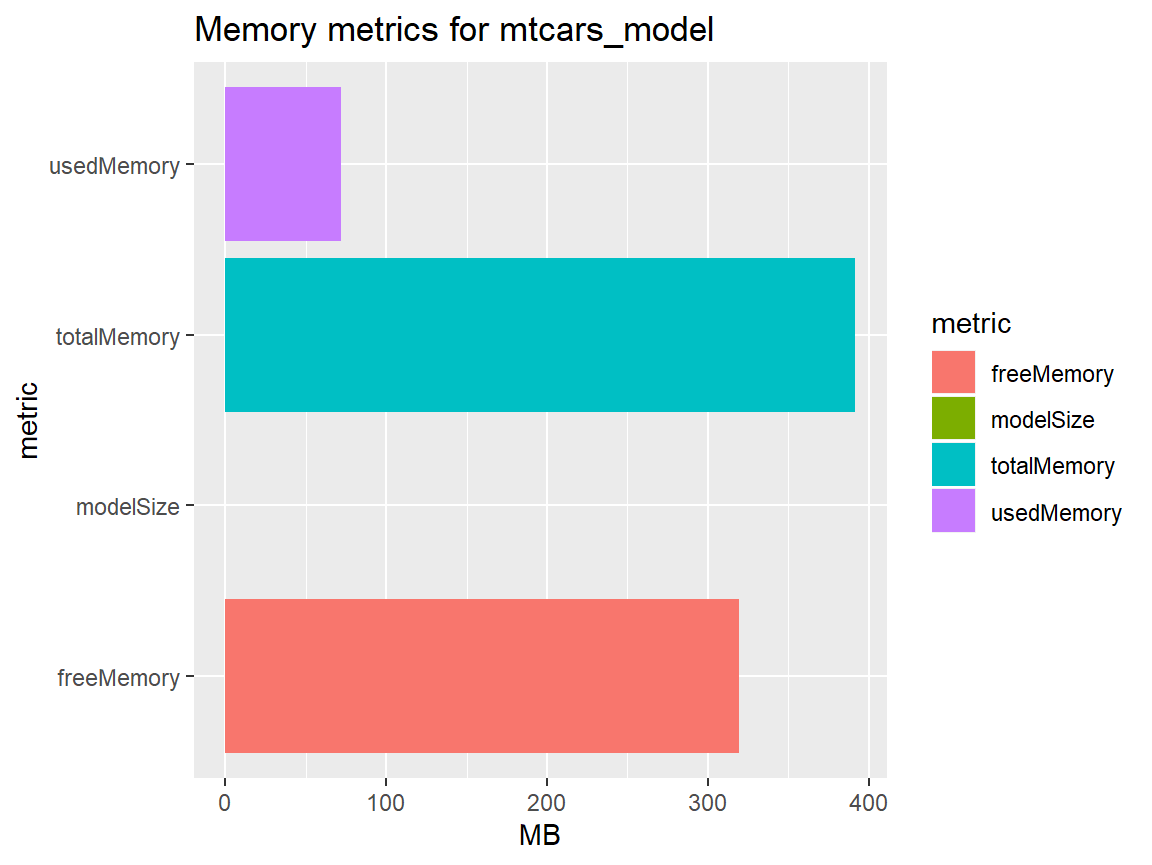 Memory metrics for mtcars_model
usedMemory
totalMemory
modelSize
freeMemory
metric
0 100 200 300 400
MB
metric
freeMemory
modelSize
totalMemory
usedMemory